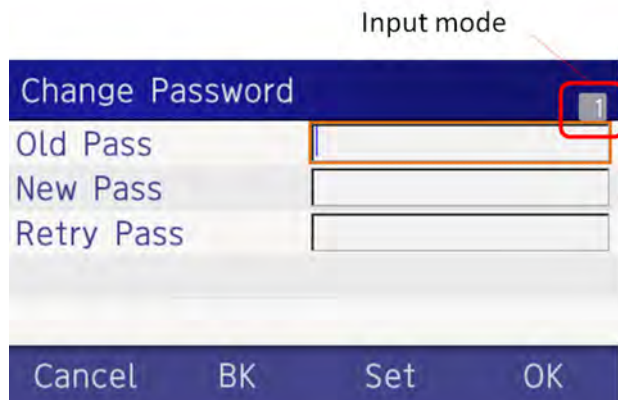 Input mode
Change Password
1
Old Pass
New Pass
Retry Pass
Cancel BK Set OK